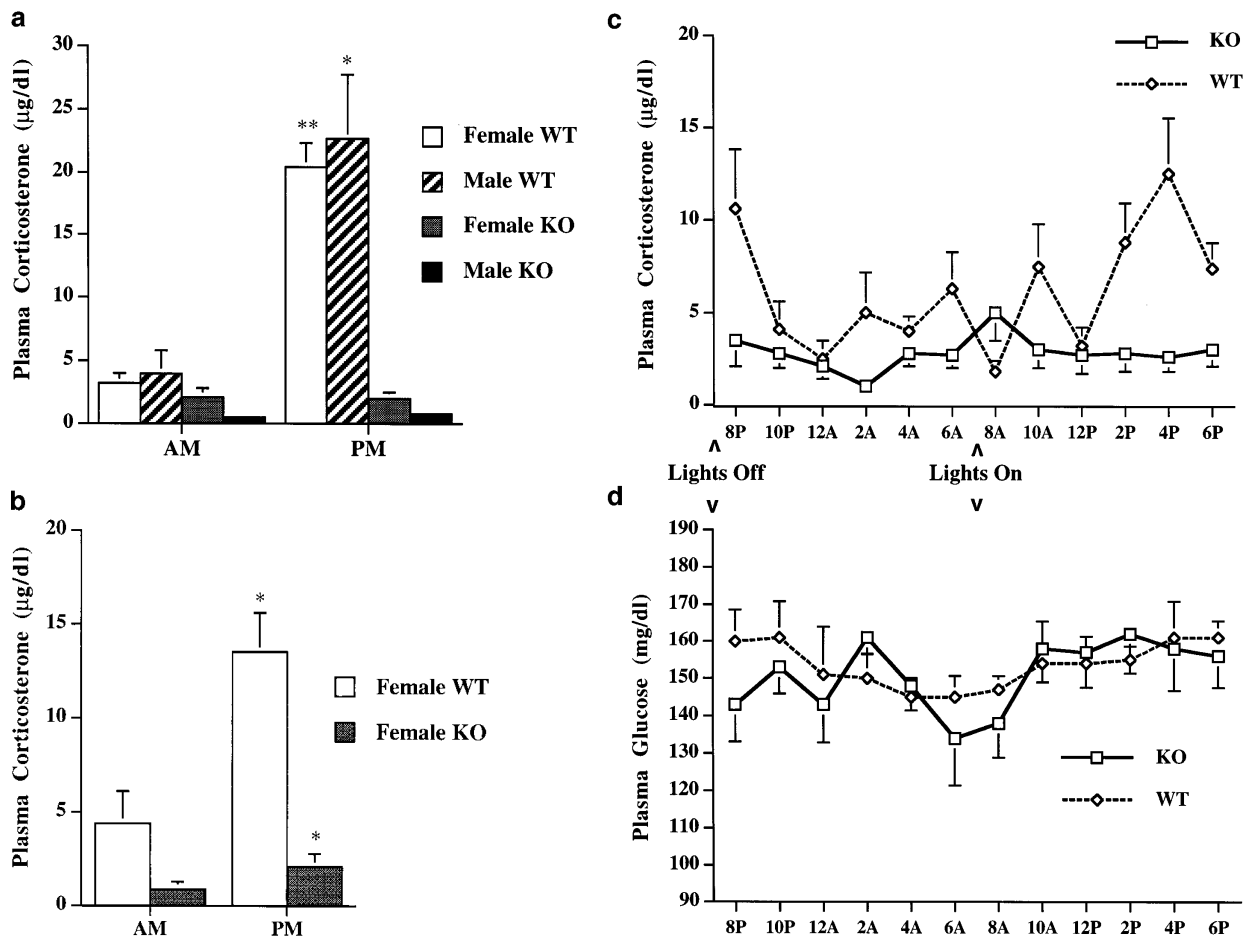 a
Plasma Corticosterone (μg/dl)
30
25
20
15
10
5
0
**
*
AM
PM
Female WT
Male WT
Female KO
Male KO
b
Plasma Corticosterone (μg/dl)
20
15
10
5
0
*
*
AM
PM
Female WT
Female KO
c
Plasma Corticosterone (μg/dl)
20
15
10
5
0
KO
WT
8P 10P 12A 2A 4A 6A 8A 10A 12P 2P 4P 6P
Lights Off
Lights On
d
Plasma Glucose (mg/dl)
190
180
170
160
150
140
130
120
110
100
90
KO
WT
8P 10P 12A 2A 4A 6A 8A 10A 12P 2P 4P 6P